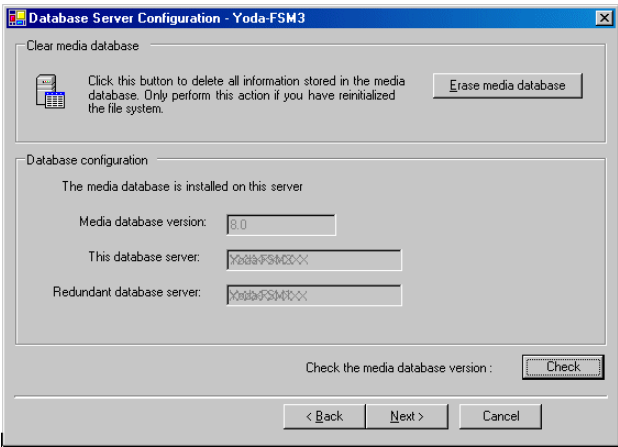 Database Server Configuration - Yoda-FSM3
Clear media database
Click this button to delete all information stored in the media
database. Only perform this action if you have reinitialized
the file system.
Erase media database
Database configuration
The media database is installed on this server
Media database version:
8.0
This database server:
Redundant database server:
Check the media database version :
Check
< Back
Next >
Cancel